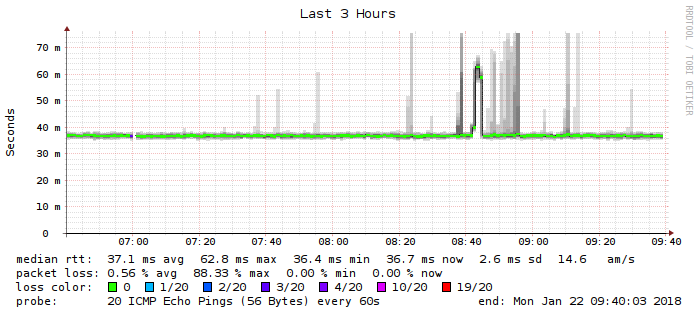 Last 3 Hours
RRDTOOL / TOBI OETIKER
Seconds
70 m
60 m
50 m
40 m
30 m
20 m
10 m
0
07:00 07:20 07:40 08:00 08:20 08:40 09:00 09:20 09:40
median rtt: 37.1 ms avg 62.8 ms max 36.4 ms min 36.7 ms now 2.6 ms sd 14.6 am/s
packet loss: 0.56 % avg 88.33 % max 0.00 % min 0.00 % now
loss color: 0 1/20 2/20 3/20 4/20 10/20 19/20
probe: 20 ICMP Echo Pings (56 Bytes) every 60s end: Mon Jan 22 09:40:03 2018